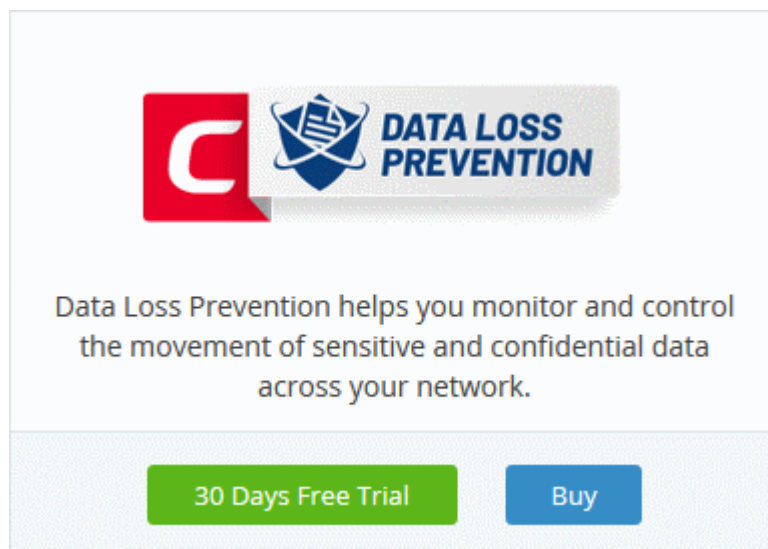 C
DATA LOSS
PREVENTION
Data Loss Prevention helps you monitor and control
the movement of sensitive and confidential data
across your network.
30 Days Free Trial
Buy